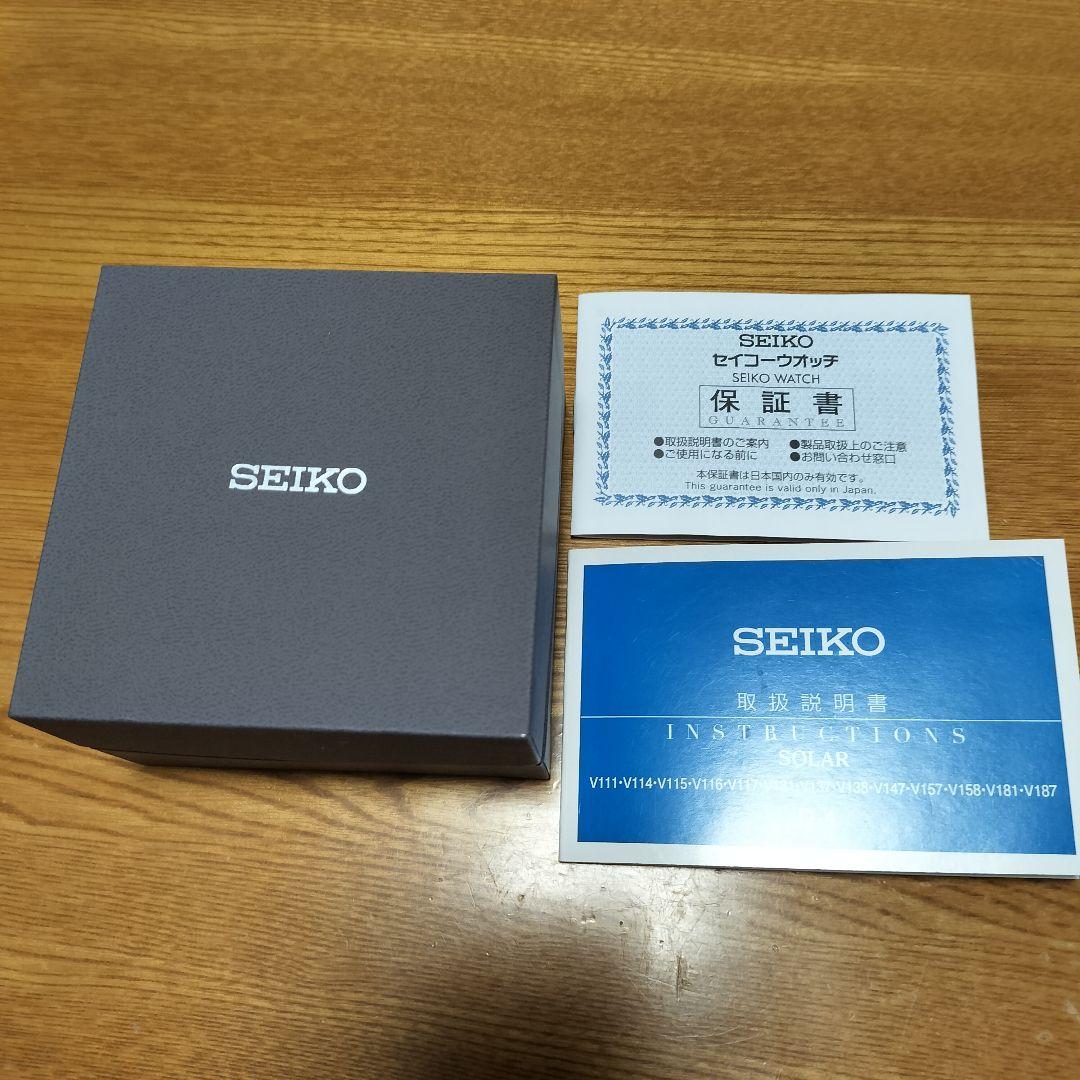 SEIKO
SEIKO
セイコーウオッチ
SEIKO WATCH
保証書
GUARANTEE
●取扱説明書のご案内 ●製品取扱上のご注意
●ご使用になる前に ●お問い合わせ窓口
本保証書は日本国内のみ有効です。
This guarantee is valid only in Japan.
SEIKO
取扱説明書
INSTRUCTIONS
SOLAR
V111・V114・V115・V116・V117・V137・V138・V147・V157・V158・V181・V187